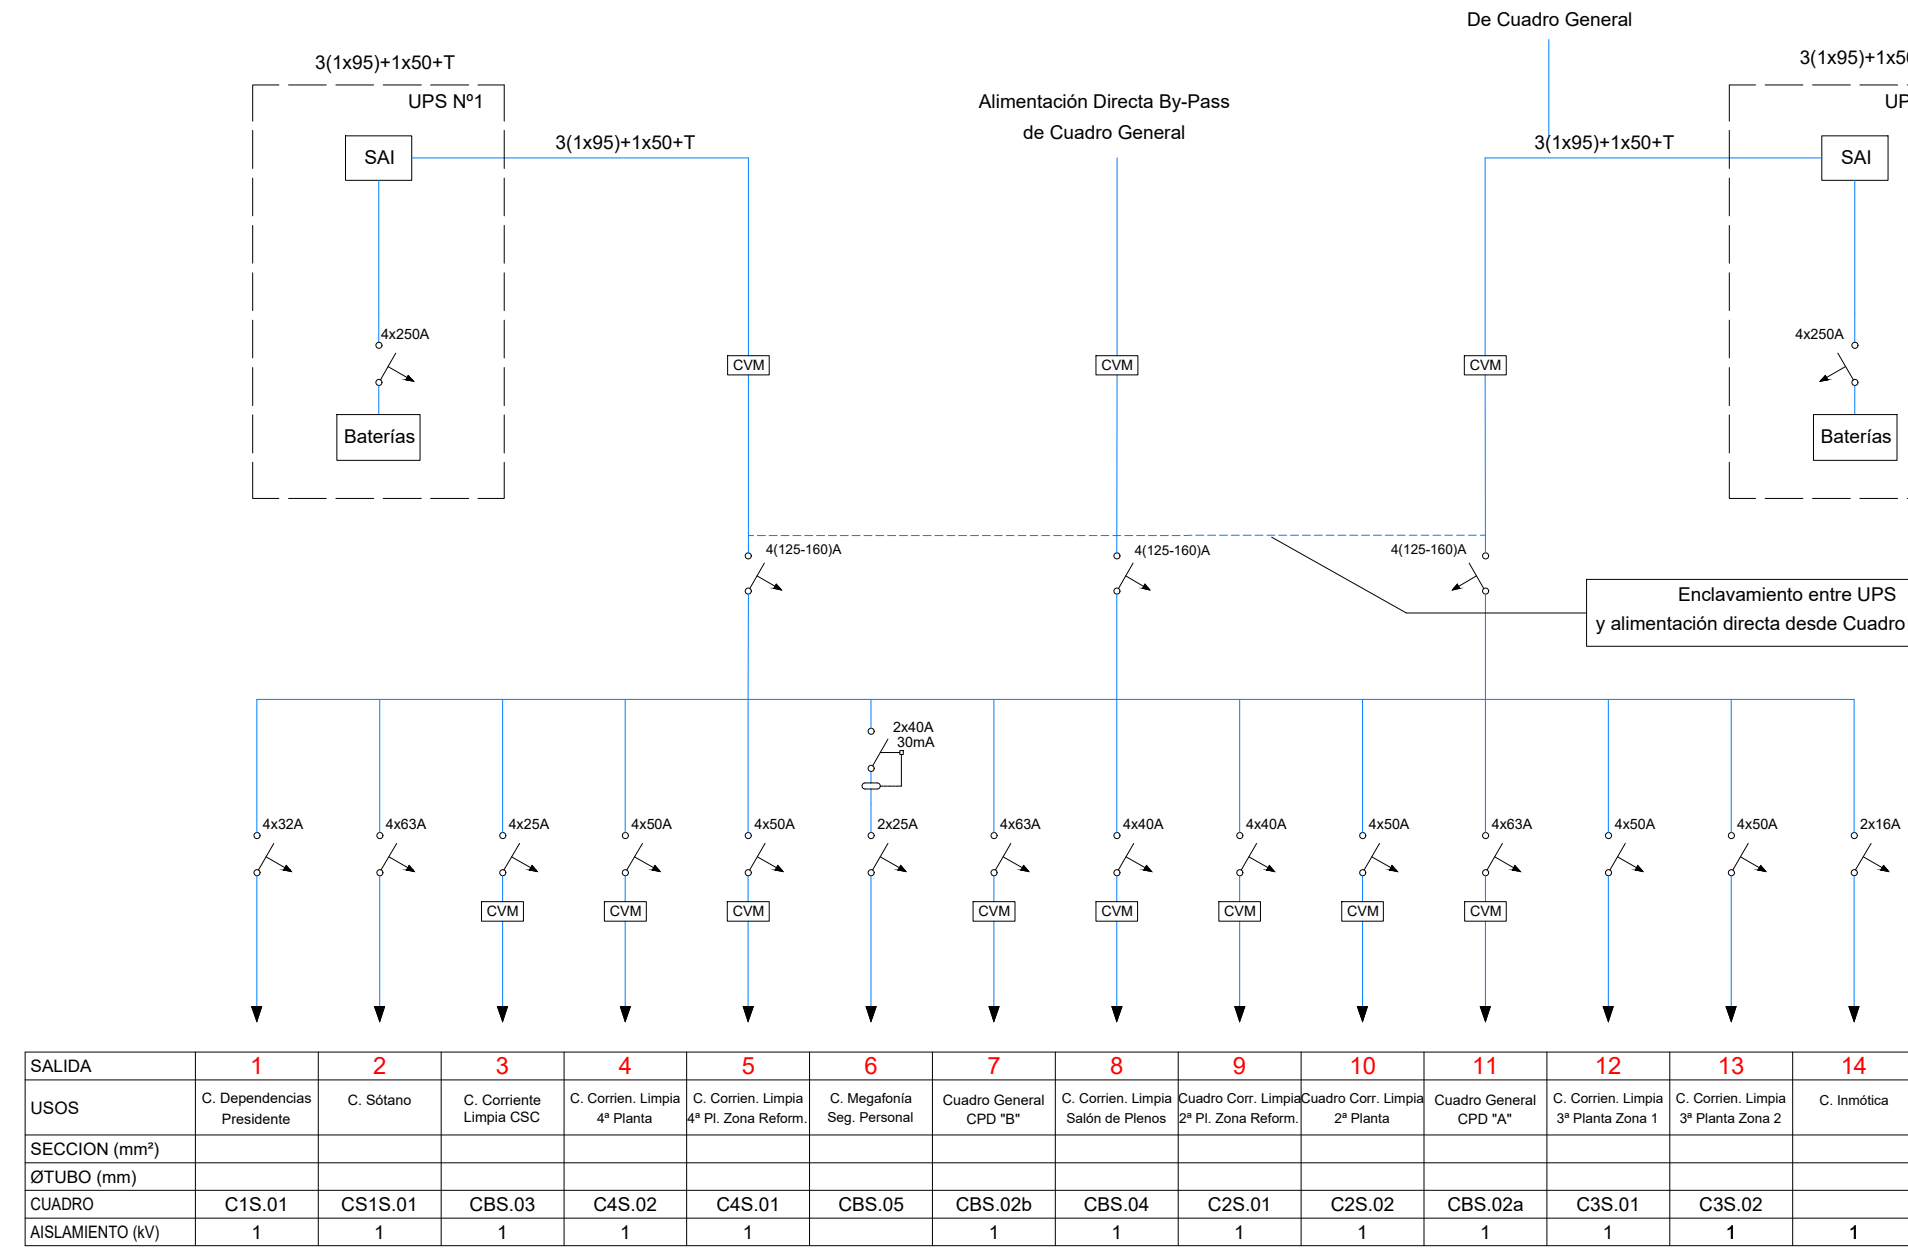 De Cuadro General
3(1x95)+1x50+T
3(1x95)+1x50
UPS Nº1
UP
Alimentación Directa By-Pass
de Cuadro General
3(1x95)+1x50+T
3(1x95)+1x50+T
SAI
SAI
4x250A
4x250A
CVM
CVM
CVM
Baterías
Baterías
4(125-160)A
4(125-160)A
4(125-160)A
Enclavamiento entre UPS
y alimentación directa desde Cuadro
2x40A
30mA
4x32A
4x63A
4x25A
4x50A
4x50A
2x25A
4x63A
4x40A
4x40A
4x50A
4x63A
4x50A
4x50A
2x16A
CVM
CVM
CVM
CVM
CVM
CVM
CVM
CVM
SALIDA 1 2 3 4 5 6 7 8 9 10 11 12 13 14
USOS
C. Dependencias
Presidente
C. Sótano
C. Corriente
Limpia CSC
C. Corrien. Limpia
4ª Planta
C. Corrien. Limpia
4ª Pl. Zona Reform.
C. Megafonía
Seg. Personal
Cuadro General
CPD "B"
C. Corrien. Limpia
Salón de Plenos
Cuadro Corr. Limpia
2ª Pl. Zona Reform.
Cuadro Corr. Limpia
2ª Planta
Cuadro General
CPD "A"
C. Corrien. Limpia
3ª Planta Zona 1
C. Corrien. Limpia
3ª Planta Zona 2
C. Inmótica
SECCION (mm²)
ØTUBO (mm)
CUADRO C1S.01 CS1S.01 CBS.03 C4S.02 C4S.01 CBS.05 CBS.02b CBS.04 C2S.01 C2S.02 CBS.02a C3S.01 C3S.02
AISLAMIENTO (kV) 1 1 1 1 1 1 1 1 1 1 1 1 1